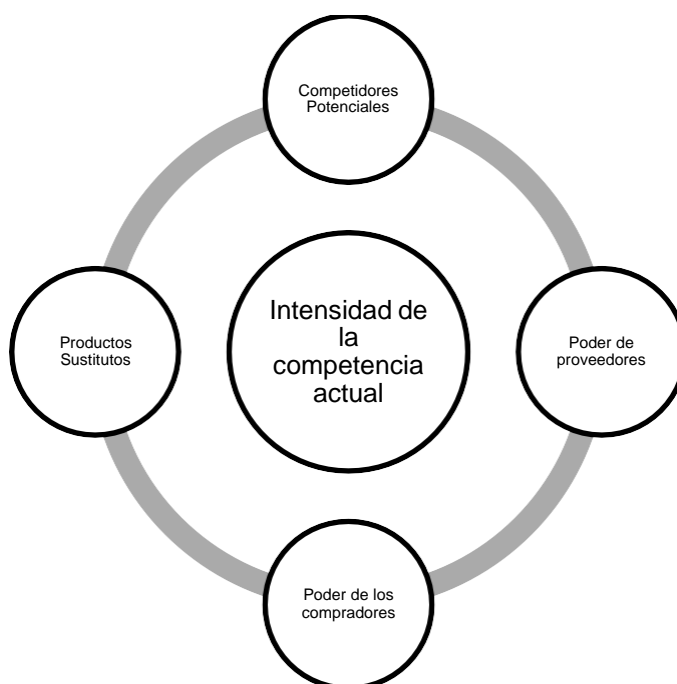 Competidores
Potenciales
Intensidad de
la
competencia
actual
Productos
Sustitutos
Poder de
proveedores
Poder de los
compradores